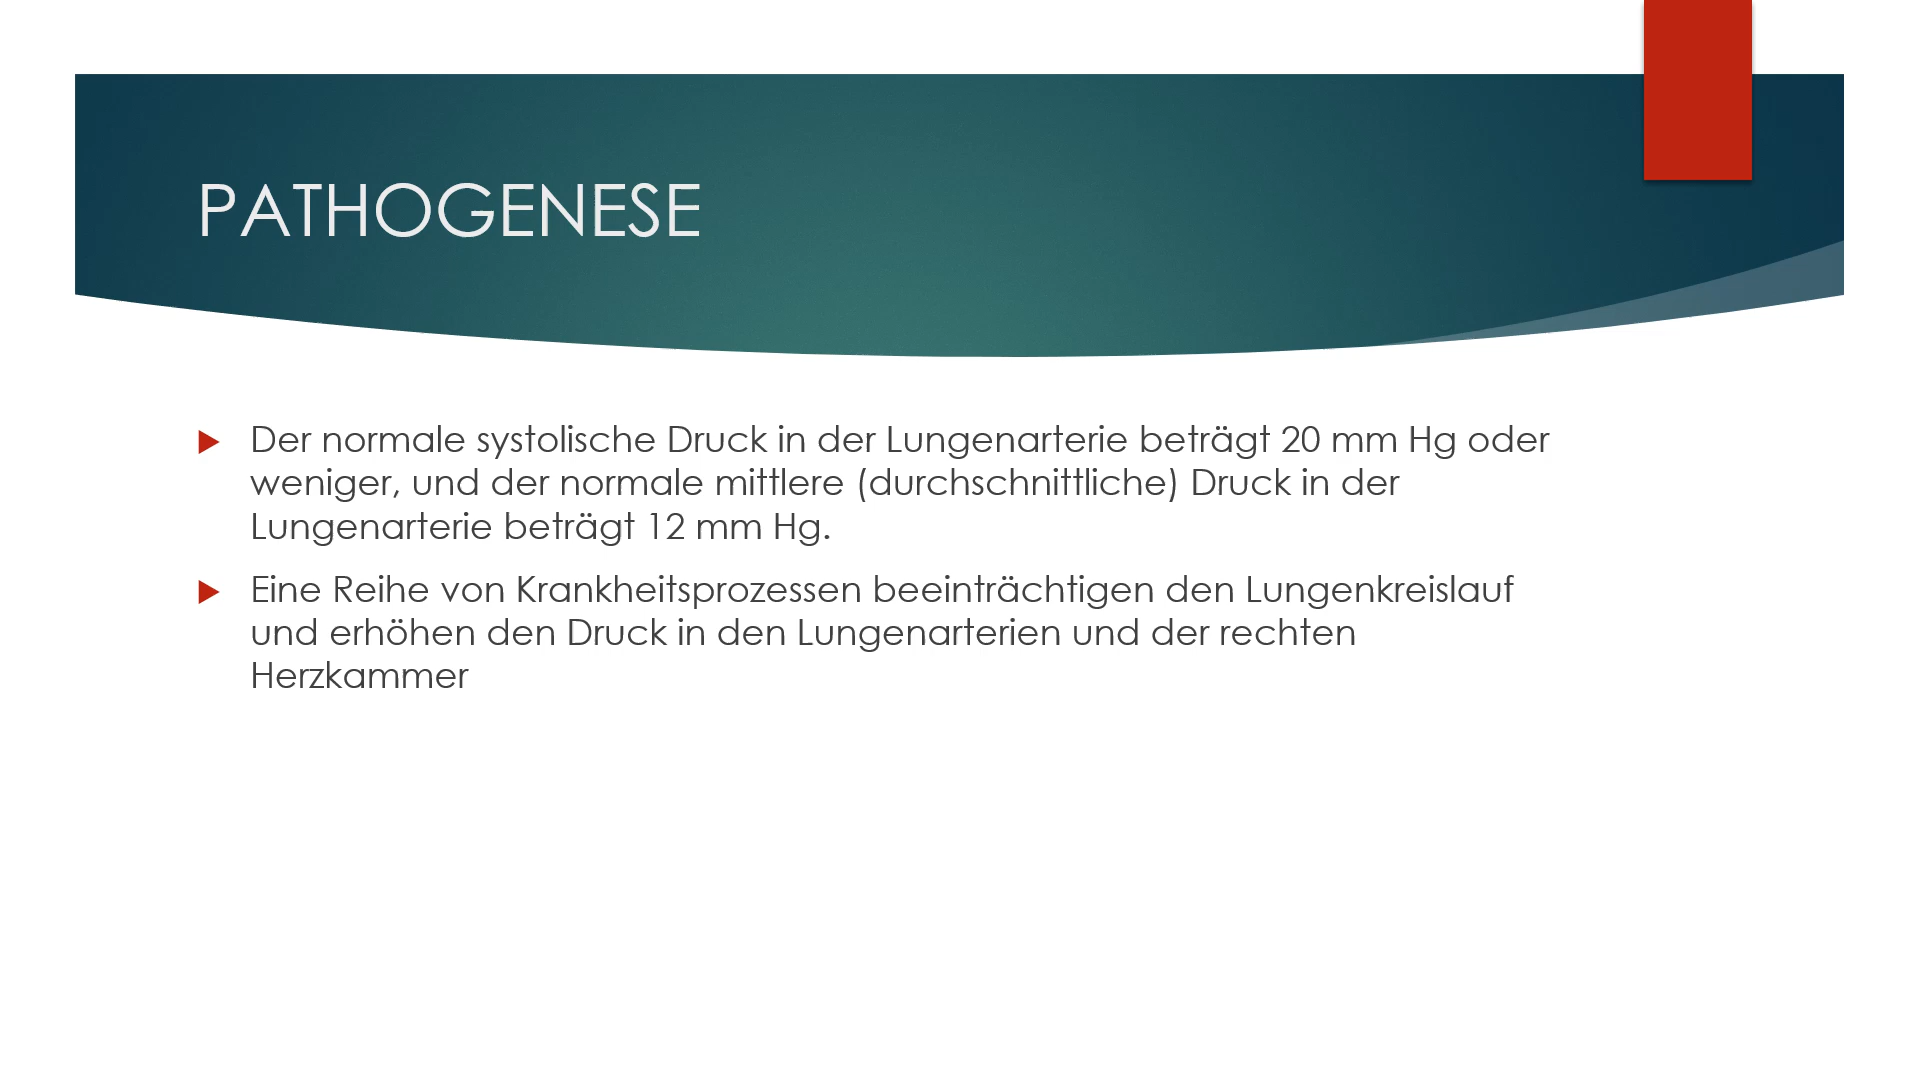 PATHOGENESE
Der normale systolische Druck in der Lungenarterie beträgt 20 mm Hg oder
weniger, und der normale mittlere (durchschnittliche) Druck in der
Lungenarterie beträgt 12 mm Hg.
Eine Reihe von Krankheitsprozessen beeinträchtigen den Lungenkreislauf
und erhöhen den Druck in den Lungenarterien und der rechten
Herzkammer